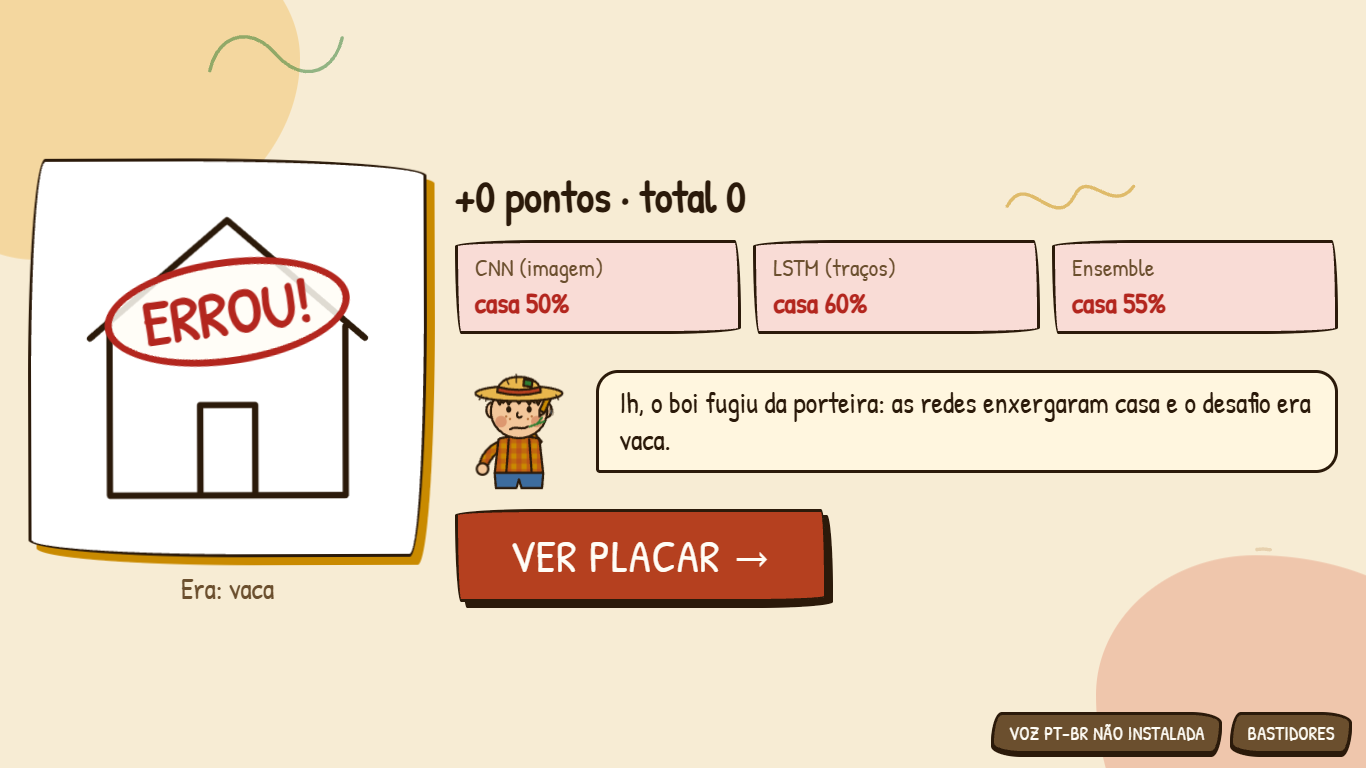 ERROU!
Era: vaca
+0 pontos · total 0
CNN (imagem)
casa 50%
LSTM (traços)
casa 60%
Ensemble
casa 55%
Ih, o boi fugiu da porteira: as redes enxergaram casa e o desafio era
vaca.
VER PLACAR →
VOZ PT-BR NÃO INSTALADA
BASTIDORES